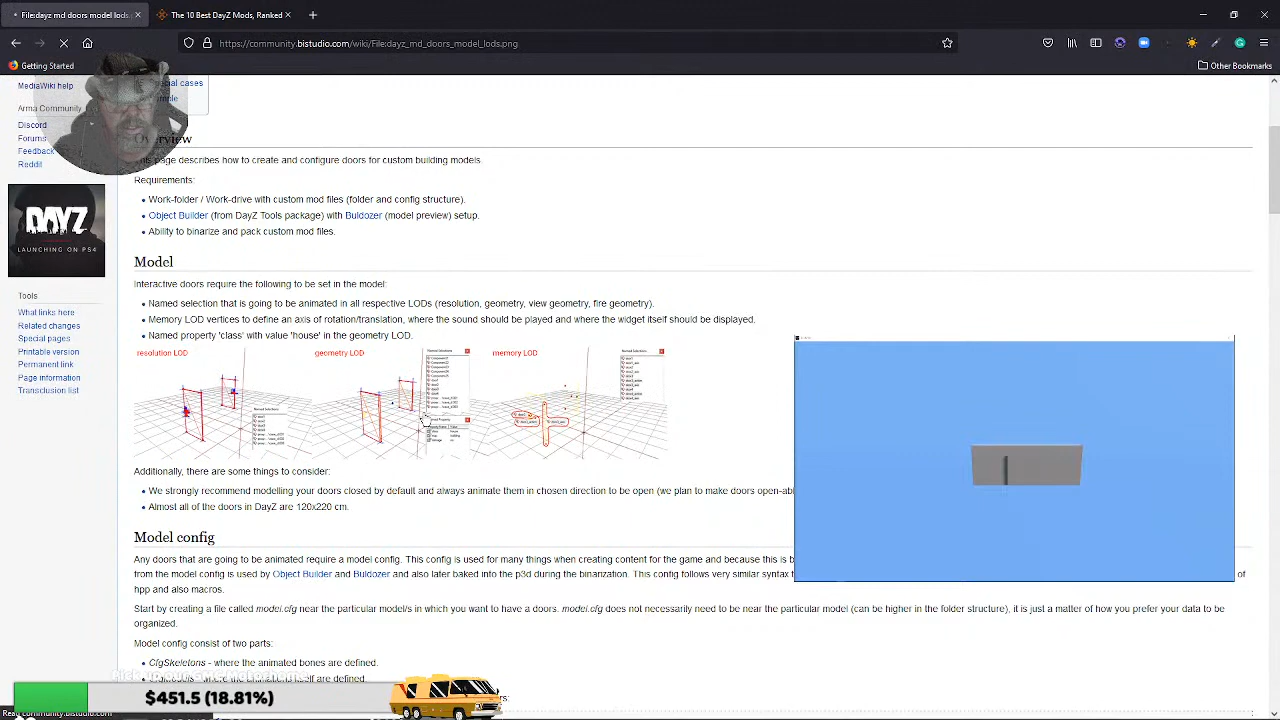 File:dayz md doors model lods
The 10 Best DayZ Mods, Ranked
https://community.bistudio.com/wiki/File:dayz_md_doors_model_lods.png
Getting Started
Other Bookmarks
MediaWiki help
Arma Community
Discord
Forums
Feedback
Reddit
DAYZ
LAUNCHING ON PS4
Tools
What links here
Related changes
Special pages
Printable version
Permanent link
Page information
Transclusion list
Special cases
Overview
This page describes how to create and configure doors for custom building models.
Requirements:
Work-folder / Work-drive with custom mod files (folder and config structure).
Object Builder (from DayZ Tools package) with Buldozer (model preview) setup.
Ability to binarize and pack custom mod files.
Model
Interactive doors require the following to be set in the model:
Named selection that is going to be animated in all respective LODs (resolution, geometry, view geometry, fire geometry).
Memory LOD vertices to define an axis of rotation/translation, where the sound should be played and where the widget itself should be displayed.
Named property 'class' with value 'house' in the geometry LOD.
resolution LOD
geometry LOD
memory LOD
Additionally, there are some things to consider:
We strongly recommend modelling your doors closed by default and always animate them in chosen direction to be open (we plan to make doors open-ab
Almost all of the doors in DayZ are 120x220 cm.
Model config
Any doors that are going to be animated require a model config. This config is used for many things when creating content for the game and because this is b
from the model config is used by Object Builder and Buldozer and also later baked into the p3d during the binarization. This config follows very similar syntax t
of
hpp and also macros.
Start by creating a file called model.cfg near the particular model/s in which you want to have a doors. model.cfg does not necessarily need to be near the particular model (can be higher in the folder structure), it is just a matter of how you prefer your data to be
organized.
Model config consist of two parts:
CfgSkeletons - where the animated bones are defined.
self are defined.
$451.5 (18.81%)
Read community.bistudio.com